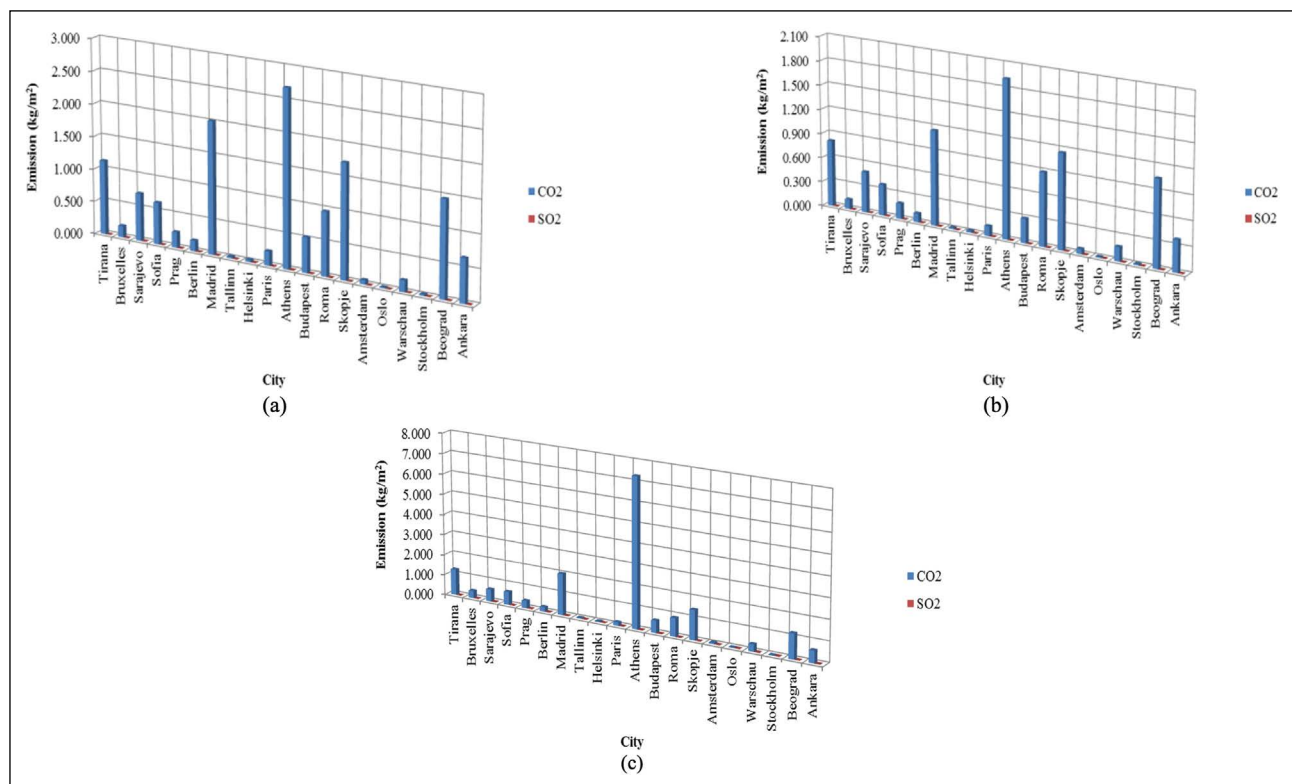 3.000
2.500
2.000
1.500
1.000
0.500
0.000
Emission (kg/m²)
Tirana
Bruxelles
Sarajevo
Sofia
Prag
Berlin
Madrid
Tallinn
Helsinki
Paris
Athens
Budapest
Roma
Skopje
Amsterdam
Oslo
Warschau
Stockholm
Beograd
Ankara
City
CO2
SO2
(a)
2.100
1.800
1.500
1.200
0.900
0.600
0.300
0.000
Emission (kg/m²)
Tirana
Bruxelles
Sarajevo
Sofia
Prag
Berlin
Madrid
Tallinn
Helsinki
Paris
Athens
Budapest
Roma
Skopje
Amsterdam
Oslo
Warschau
Stockholm
Beograd
Ankara
City
CO2
SO2
(b)
8.000
7.000
6.000
5.000
4.000
3.000
2.000
1.000
0.000
Emission (kg/m²)
Tirana
Bruxelles
Sarajevo
Sofia
Prag
Berlin
Madrid
Tallinn
Helsinki
Paris
Athens
Budapest
Roma
Skopje
Amsterdam
Oslo
Warschau
Stockholm
Beograd
Ankara
City
CO2
SO2
(c)